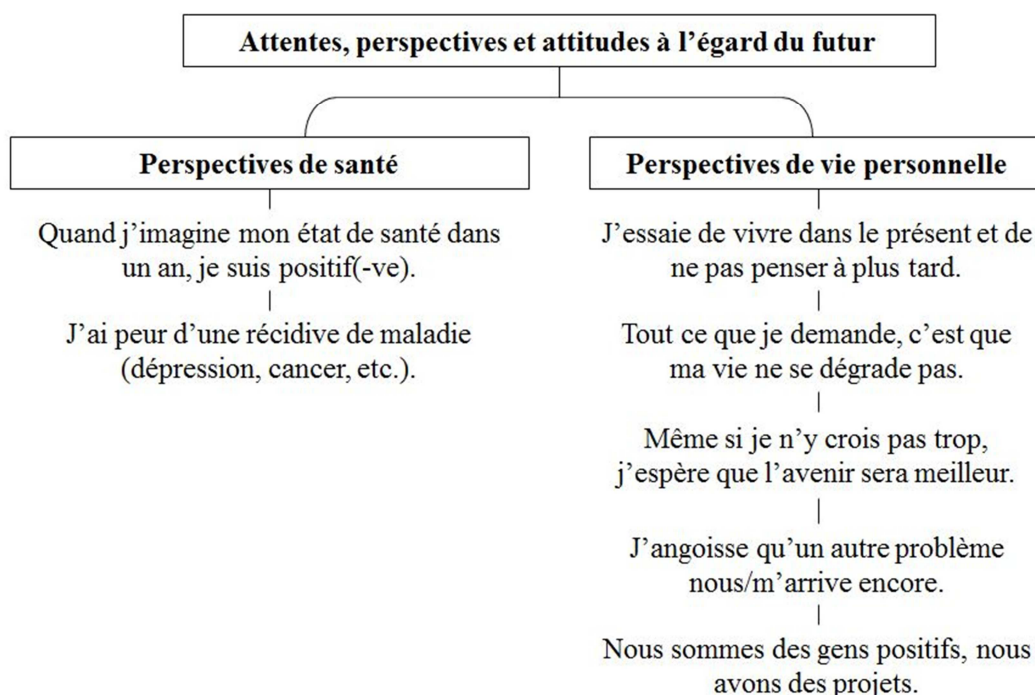 Attentes, perspectives et attitudes à l’égard du futur
Perspectives de santé
Quand j’imagine mon état de santé dans
un an, je suis positif(-ve).
J’ai peur d’une récidive de maladie
(dépression, cancer, etc.).
Perspectives de vie personnelle
J’essaie de vivre dans le présent et de
ne pas penser à plus tard.
Tout ce que je demande, c’est que
ma vie ne se dégrade pas.
Même si je n’y crois pas trop,
j’espère que l’avenir sera meilleur.
J’angoisse qu’un autre problème
nous/m’arrive encore.
Nous sommes des gens positifs, nous
avons des projets.